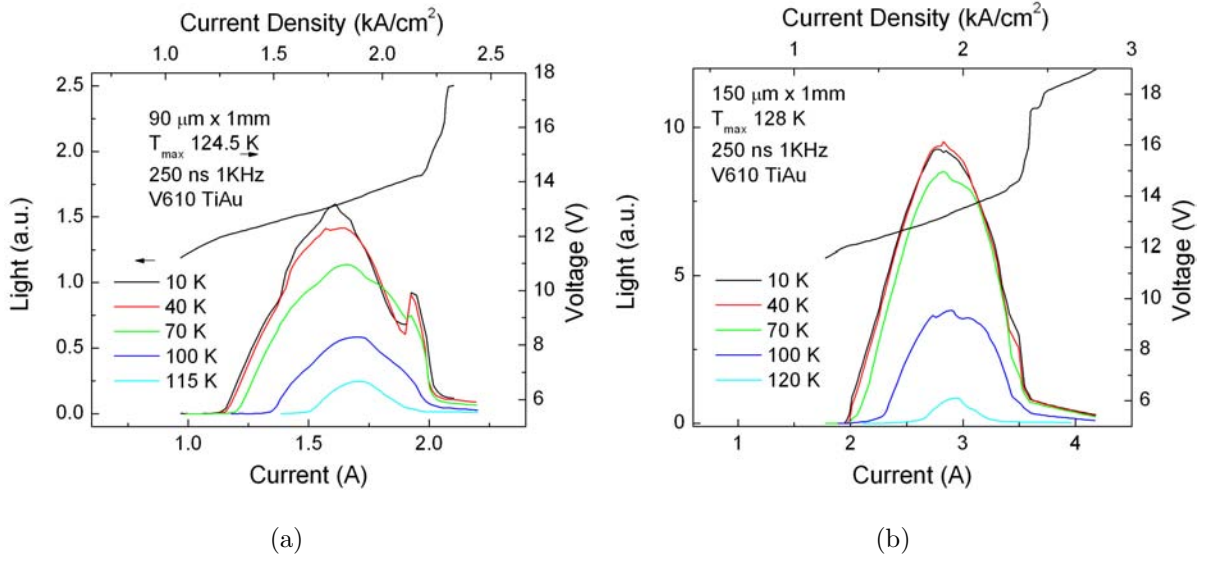 Current Density (kA/cm²)
1.0 1.5 2.0 2.5
2.5
2.0
1.5
1.0
0.5
0.0
Light (a.u.)
90 μm x 1mm
T_max 124.5 K
250 ns 1KHz
V610 TiAu
10 K
40 K
70 K
100 K
115 K
18
16
14
12
10
8
6
Voltage (V)
1.0 1.5 2.0
Current (A)
(a)
Current Density (kA/cm²)
1 2 3
10
5
0
Light (a.u.)
150 μm x 1mm
T_max 128 K
250 ns 1KHz
V610 TiAu
10 K
40 K
70 K
100 K
120 K
18
16
14
12
10
8
6
Voltage (V)
1 2 3 4
Current (A)
(b)